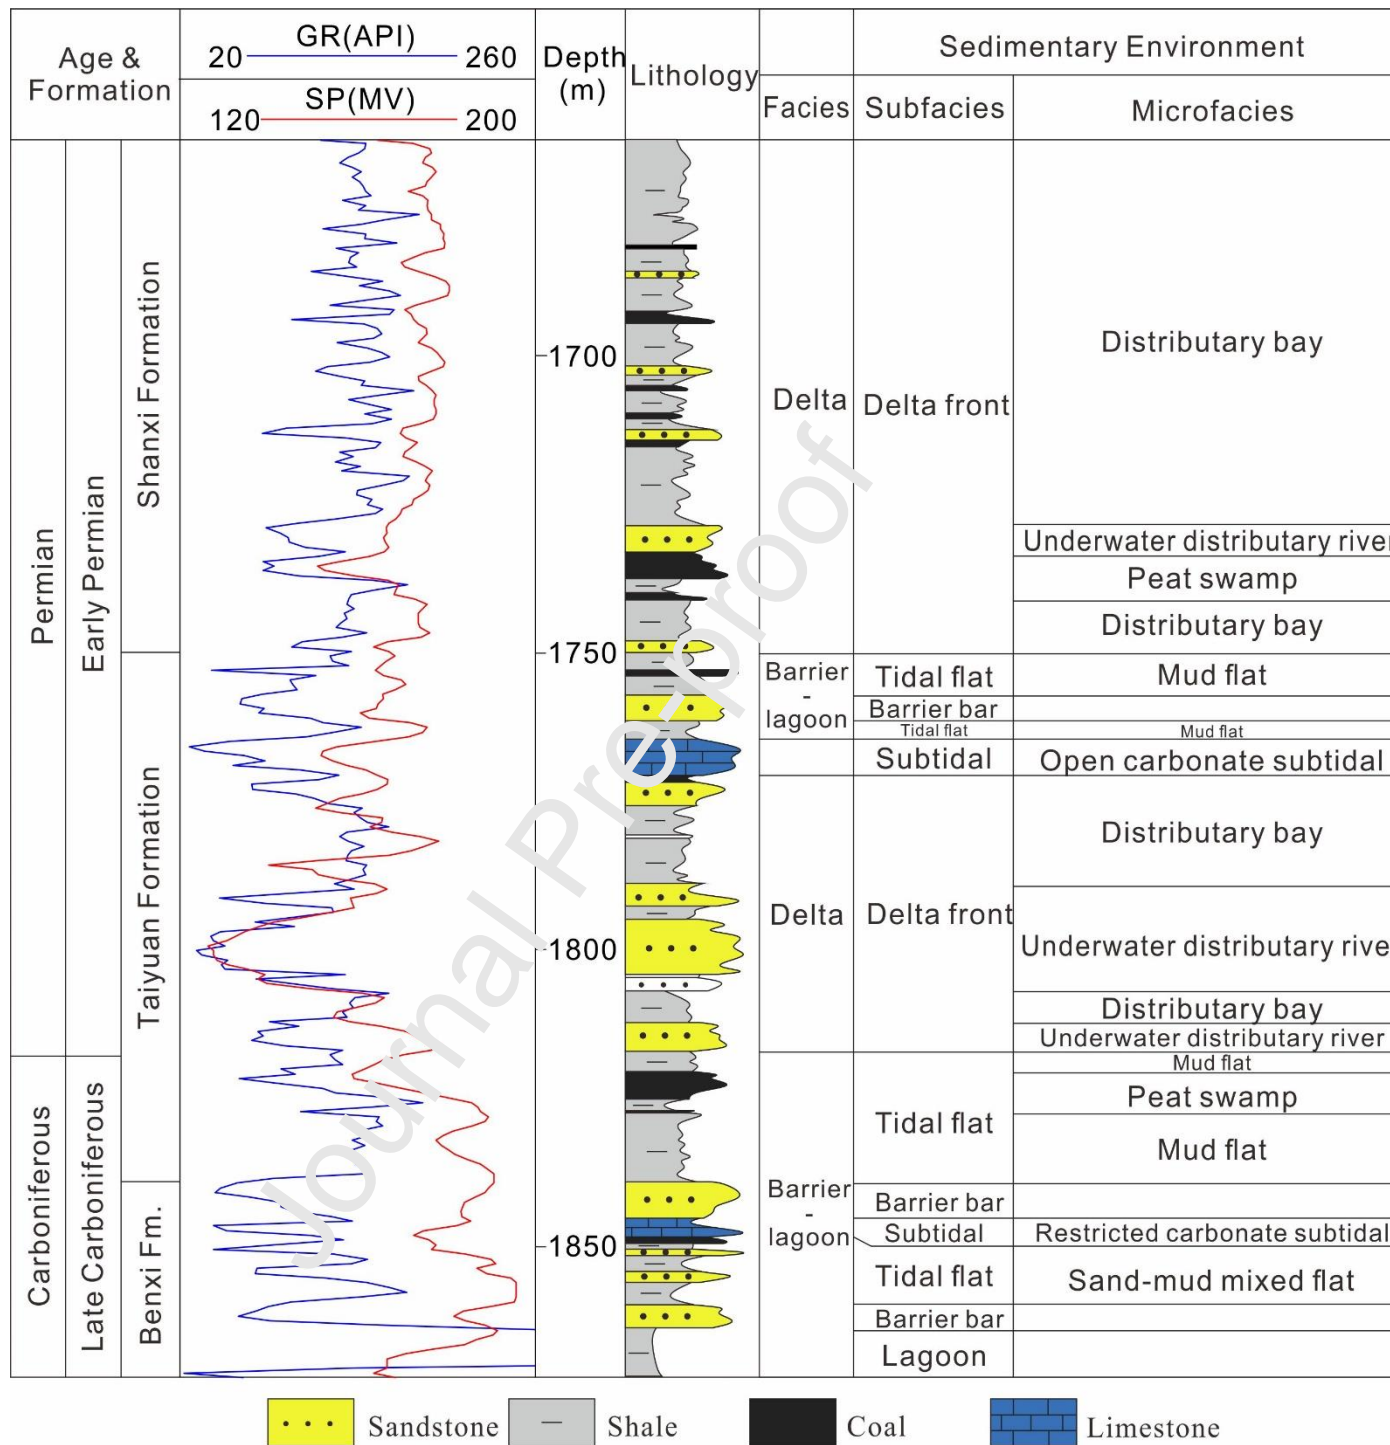 Age &
Formation
GR(API)
20
260
SP(MV)
120
200
Depth
(m)
Lithology
Sedimentary Environment
Facies
Subfacies
Microfacies
Permian
Early Permian
Shanxi Formation
Taiyuan Formation
Carboniferous
Late Carboniferous
Benxi Fm.
1700
1750
1800
1850
Delta
Delta front
Distributary bay
Underwater distributary river
Peat swamp
Distributary bay
Barrier
-
lagoon
Tidal flat
Mud flat
Barrier bar
Tidal flat
Mud flat
Subtidal
Open carbonate subtidal
Delta
Delta front
Distributary bay
Underwater distributary rive
Distributary bay
Underwater distributary river
Barrier
-
lagoon
Tidal flat
Mud flat
Peat swamp
Mud flat
Barrier bar
Subtidal
Restricted carbonate subtidal
Tidal flat
Sand-mud mixed flat
Barrier bar
Lagoon
Journal Pre-proof
Sandstone
Shale
Coal
Limestone